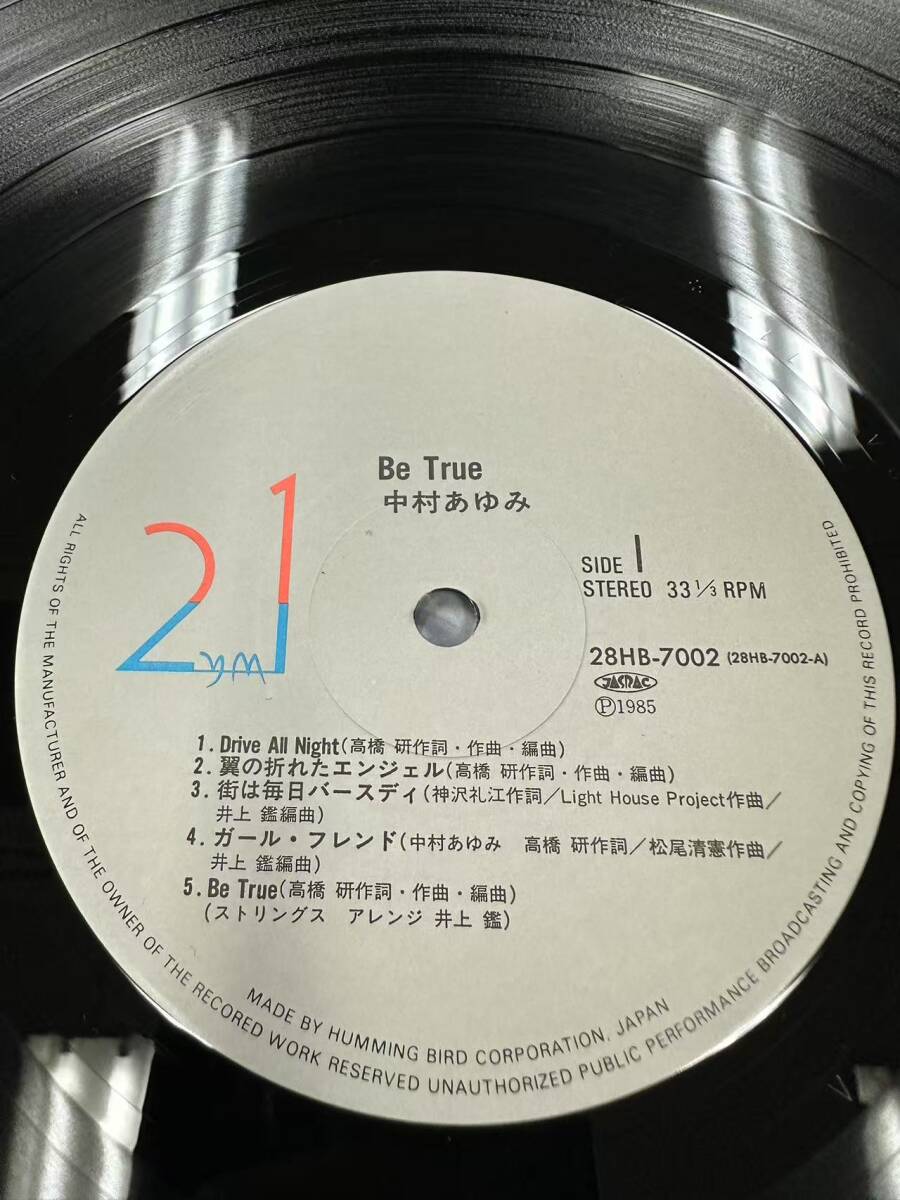 Be True
中村あゆみ
21
SIDE 1
STEREO 33 1/3 RPM
28HB-7002 (28HB-7002-A)
JASRAC
Ⓟ1985
1. Drive All Night(高橋 研作詞・作曲・編曲)
2. 翼の折れたエンジェル(高橋 研作詞・作曲・編曲)
3. 街は毎日バースディ(神沢礼江作詞/Light House Project作曲/
井上 鑑編曲)
4. ガール・フレンド(中村あゆみ 高橋 研作詞/松尾清憲作曲/
井上 鑑編曲)
5. Be True(高橋 研作詞・作曲・編曲)
(ストリングス アレンジ 井上 鑑)
MADE BY HUMMING BIRD CORPORATION, JAPAN
ALL RIGHTS OF THE MANUFACTURER AND OF THE OWNER OF THE RECORED WORK RESERVED UNAUTHORIZED PUBLIC PERFORMANCE BROADCASTING AND COPYING OF THIS RECORD PROHIBITED